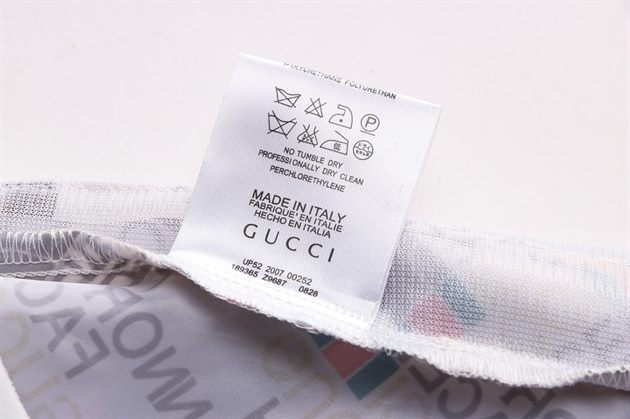 POLYURETHANE POLYURETHAN
P
NO TUMBLE DRY
PROFESSIONALLY DRY CLEAN
PERCHLORETHYLENE
MADE IN ITALY
FABRIQUE' EN ITALIE
HECHO EN ITALIA
GUCCI
UP52 2007 00252
189365 Z9687 0826